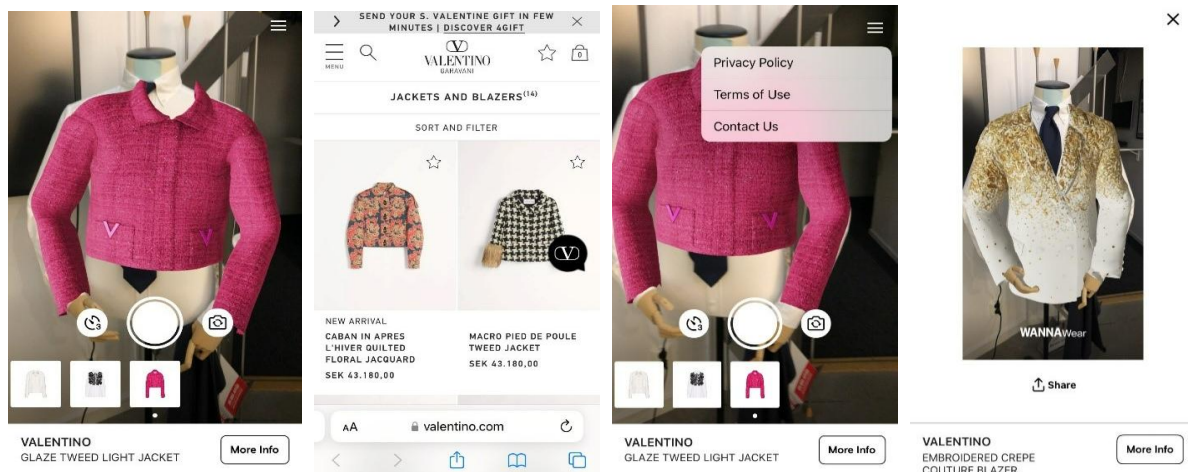 VALENTINO
GLAZE TWEED LIGHT JACKET
More Info
SEND YOUR S. VALENTINE GIFT IN FEW
MINUTES | DISCOVER 4GIFT
MENU
VALENTINO
GARAVANI
0
JACKETS AND BLAZERS(14)
SORT AND FILTER
NEW ARRIVAL
CABAN IN APRES
L'HIVER QUILTED
FLORAL JACQUARD
SEK 43.180,00
MACRO PIED DE POULE
TWEED JACKET
SEK 43.180,00
AA
valentino.com
Privacy Policy
Terms of Use
Contact Us
3
VALENTINO
GLAZE TWEED LIGHT JACKET
More Info
WANNAWear
Share
VALENTINO
EMBROIDERED CREPE
COUTURE BLAZER
More Info